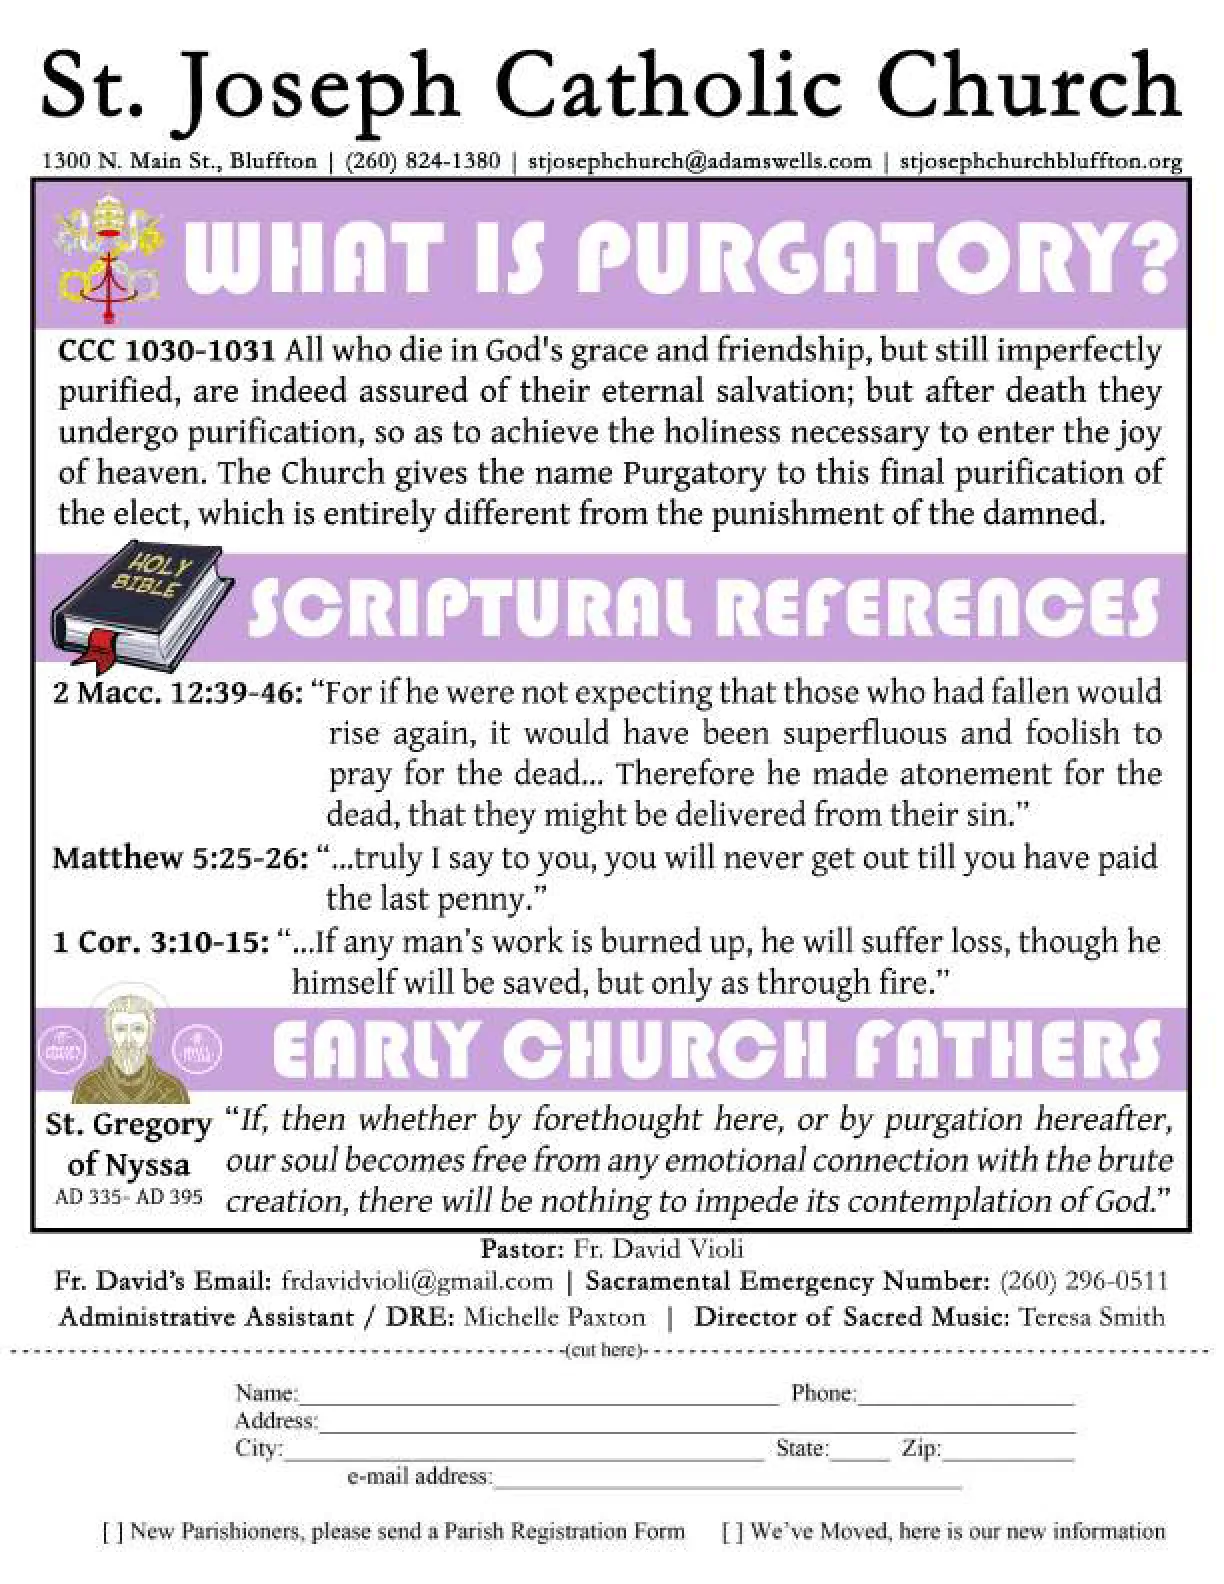 St. Joseph Catholic Church
1300 N. Main St., Bluffton | (260) 824-1380 | stjosephchurch@adamswells.com | stjosephchurchbluffton.org
WHAT IS PURGATORY?
CCC 1030-1031 All who die in God's grace and friendship, but still imperfectly
purified, are indeed assured of their eternal salvation; but after death they
undergo purification, so as to achieve the holiness necessary to enter the joy
of heaven. The Church gives the name Purgatory to this final purification of
the elect, which is entirely different from the punishment of the damned.
HOLY
BIBLE
SCRIPTURAL REFERENCES
2 Macc. 12:39-46: “For if he were not expecting that those who had fallen would
rise again, it would have been superfluous and foolish to
pray for the dead... Therefore he made atonement for the
dead, that they might be delivered from their sin.”
Matthew 5:25-26: “...truly I say to you, you will never get out till you have paid
the last penny.”
1 Cor. 3:10-15: “...If any man’s work is burned up, he will suffer loss, though he
himself will be saved, but only as through fire.”
EARLY CHURCH FATHERS
St. Gregory
of Nyssa
AD 335- AD 395
“If, then whether by forethought here, or by purgation hereafter,
our soul becomes free from any emotional connection with the brute
creation, there will be nothing to impede its contemplation of God.”
Pastor: Fr. David Violi
Fr. David’s Email: frdavidvioli@gmail.com | Sacramental Emergency Number: (260) 296-0511
Administrative Assistant / DRE: Michelle Paxton | Director of Sacred Music: Teresa Smith
(cut here)
Name: Phone:
Address:
City: State: Zip:
e-mail address:
[ ] New Parishioners, please send a Parish Registration Form [ ] We’ve Moved, here is our new information